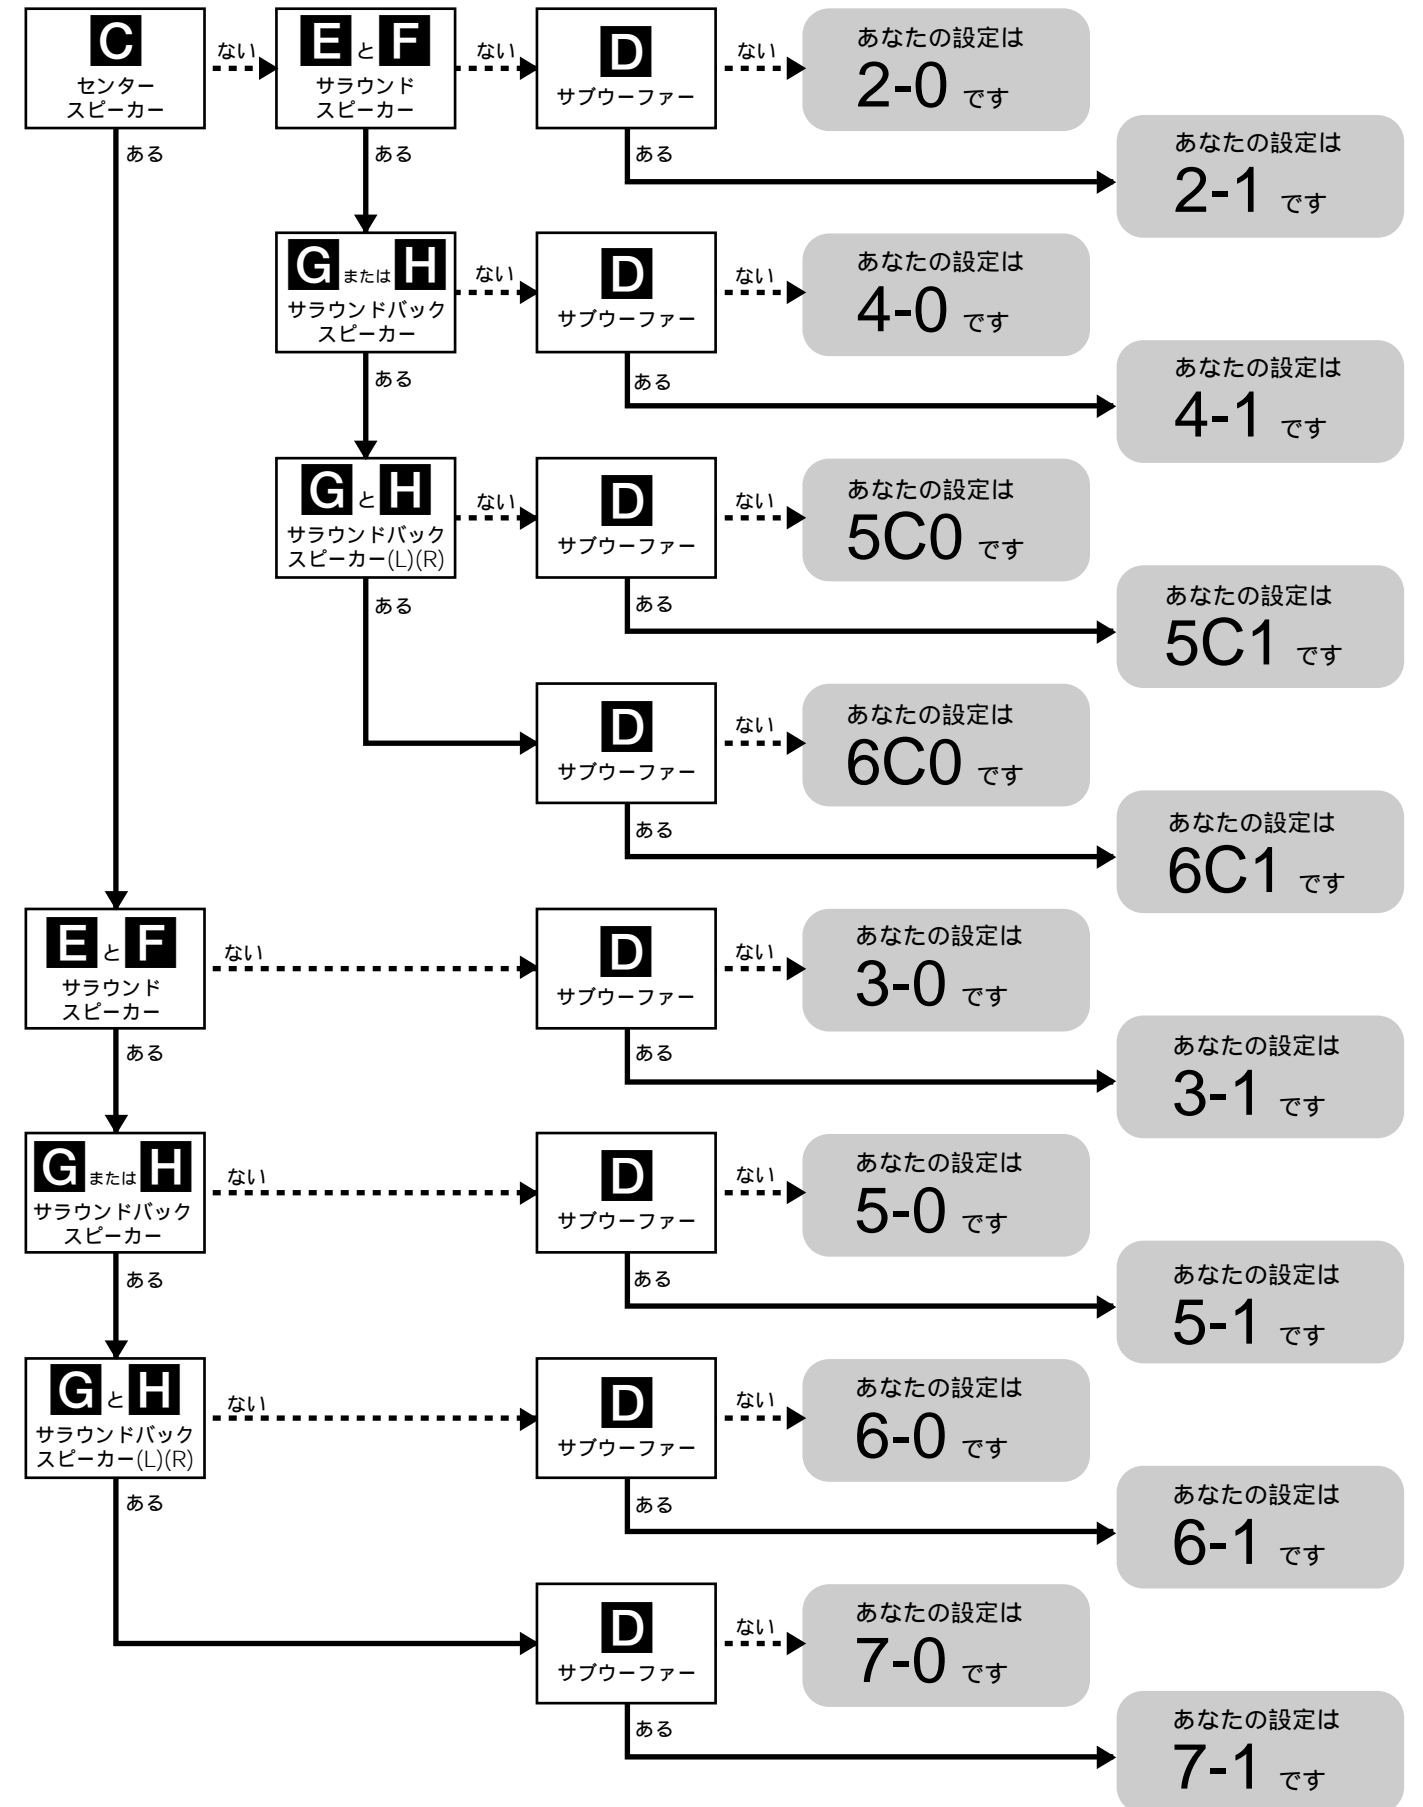 C
センター
スピーカー
ない
E と F
サラウンド
スピーカー
ない
D
サブウーファー
ない
あなたの設定は
2-0 です
ある
ある
ある
あなたの設定は
2-1 です
G または H
サラウンドバック
スピーカー
ない
D
サブウーファー
ない
あなたの設定は
4-0 です
ある
ある
あなたの設定は
4-1 です
G と H
サラウンドバック
スピーカー(L)(R)
ない
D
サブウーファー
ない
あなたの設定は
5C0 です
ある
ある
あなたの設定は
5C1 です
D
サブウーファー
ない
あなたの設定は
6C0 です
ある
あなたの設定は
6C1 です
E と F
サラウンド
スピーカー
ない
D
サブウーファー
ない
あなたの設定は
3-0 です
ある
ある
あなたの設定は
3-1 です
G または H
サラウンドバック
スピーカー
ない
D
サブウーファー
ない
あなたの設定は
5-0 です
ある
ある
あなたの設定は
5-1 です
G と H
サラウンドバック
スピーカー(L)(R)
ない
D
サブウーファー
ない
あなたの設定は
6-0 です
ある
ある
あなたの設定は
6-1 です
D
サブウーファー
ない
あなたの設定は
7-0 です
ある
あなたの設定は
7-1 です